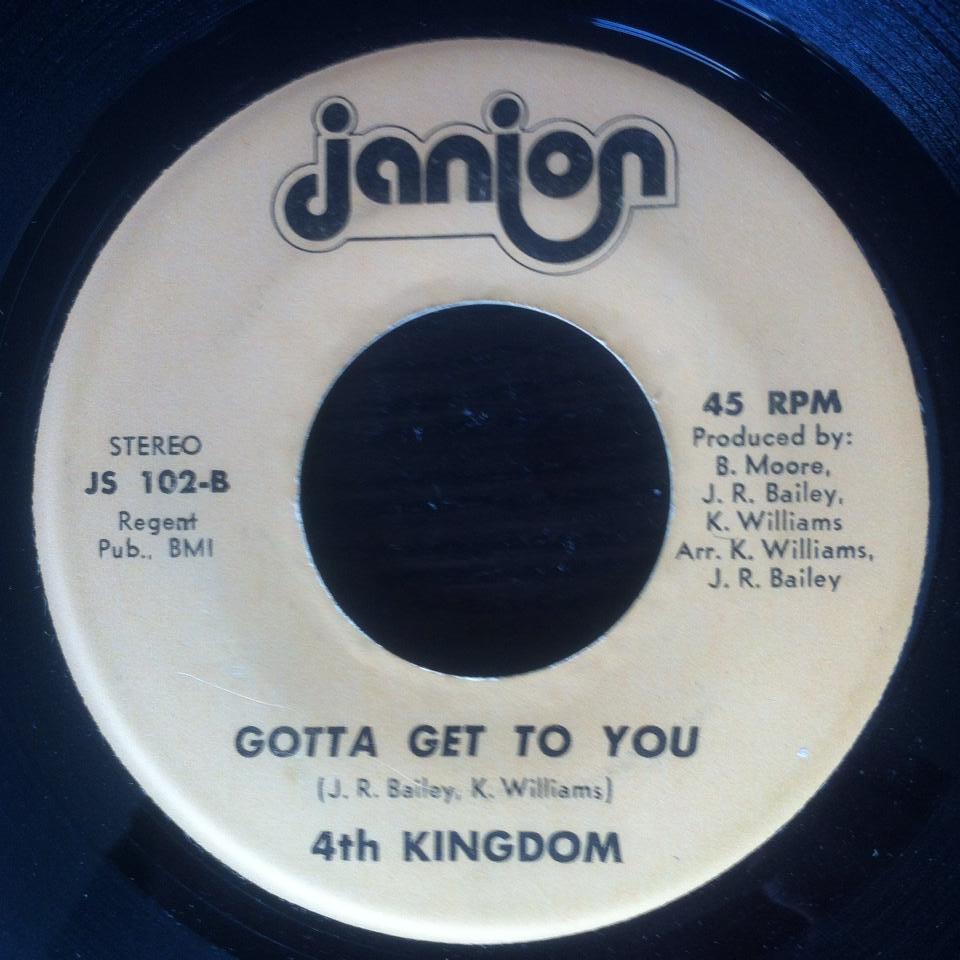 janjon
STEREO
JS 102-B
Regent
Pub., BMI
45 RPM
Produced by:
B. Moore,
J. R. Bailey,
K. Williams
Arr. K. Williams,
J. R. Bailey
GOTTA GET TO YOU
(J. R. Bailey, K. Williams)
4th KINGDOM